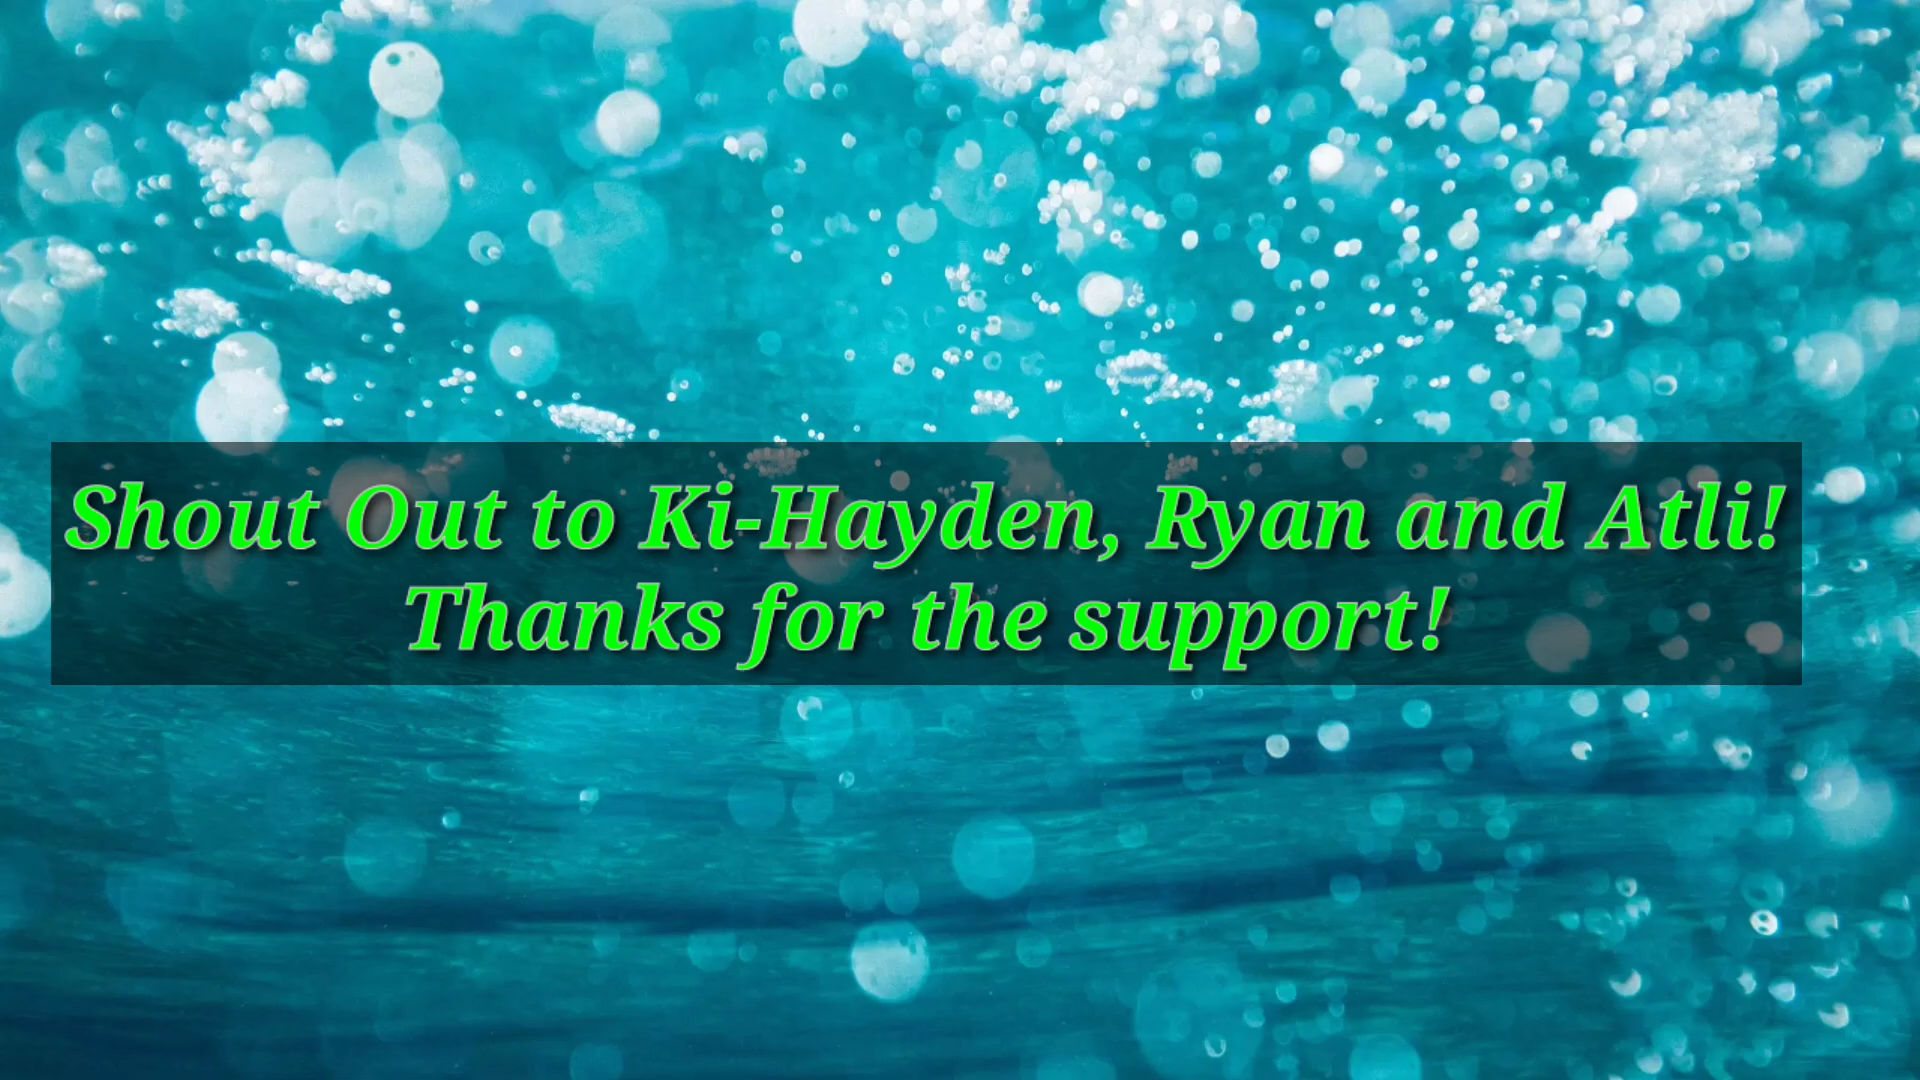 Shout Out to Ki-Hayden, Ryan and Atli!
Thanks for the support!